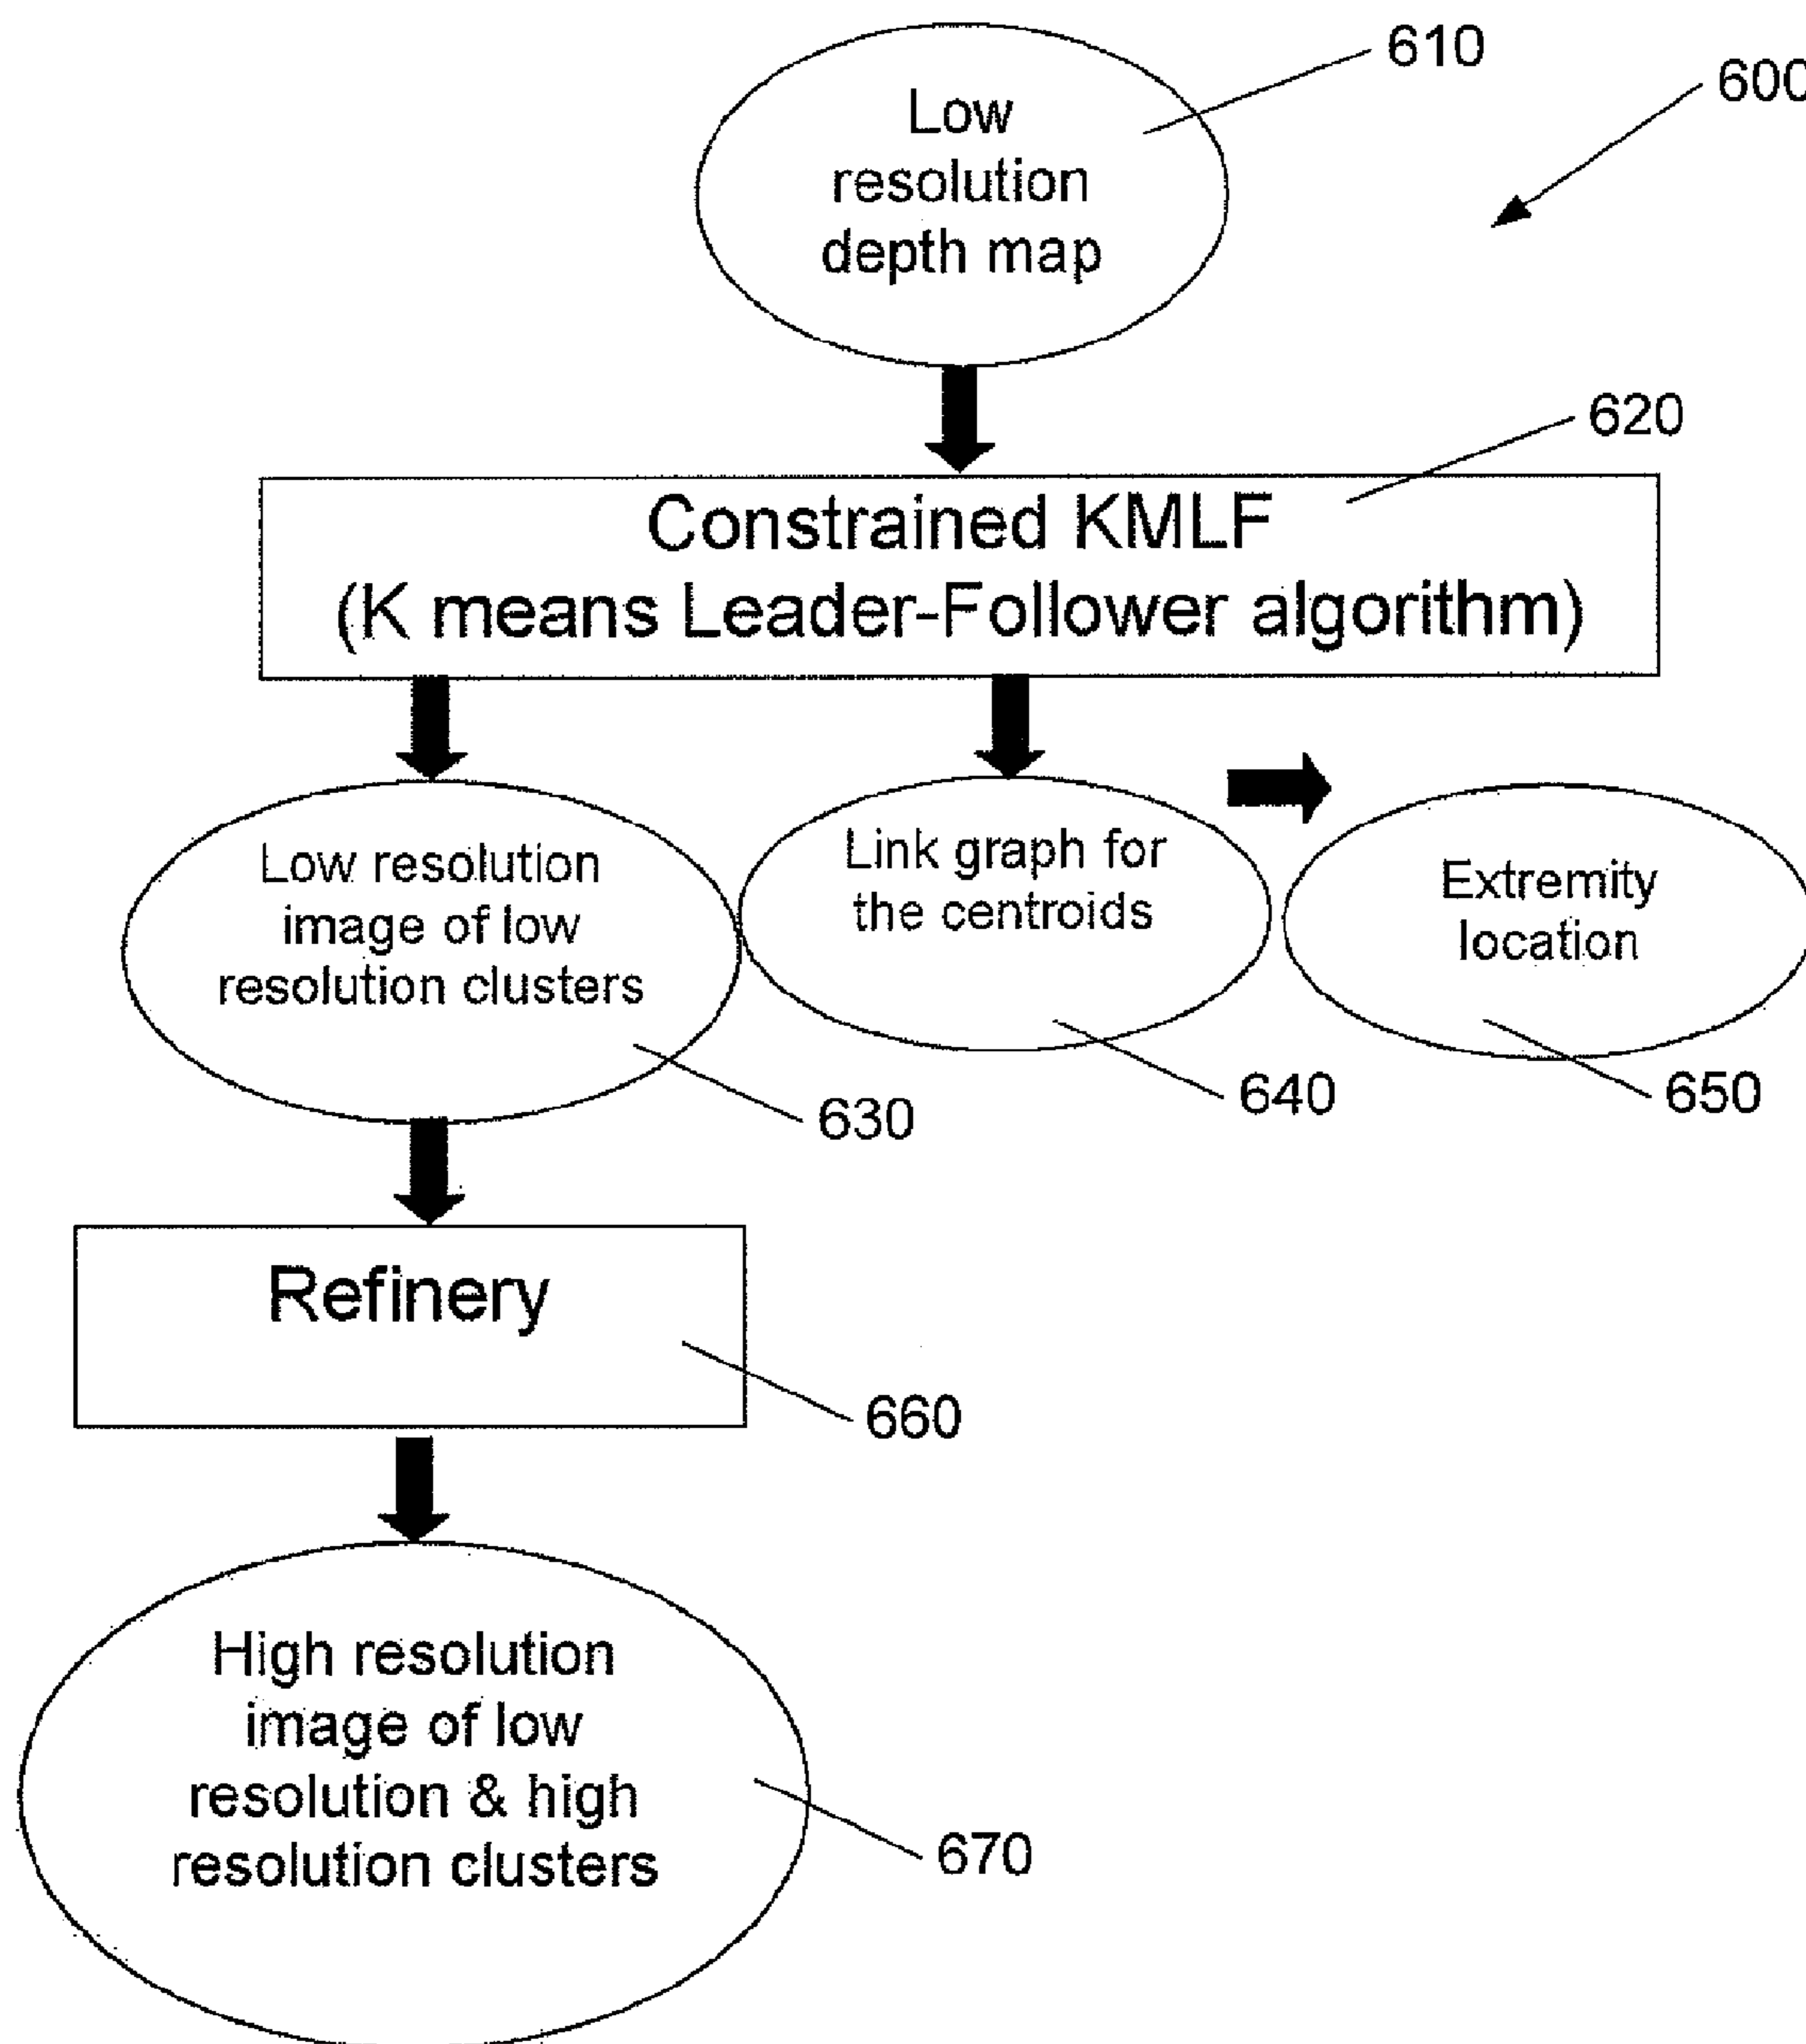 610
600
Low
resolution
depth map
620
Constrained KMLF
(K means Leader-Follower algorithm)
Low resolution
image of low
resolution clusters
Link graph for
the centroids
Extremity
location
630
640
650
Refinery
660
High resolution
image of low
resolution & high
resolution clusters
670